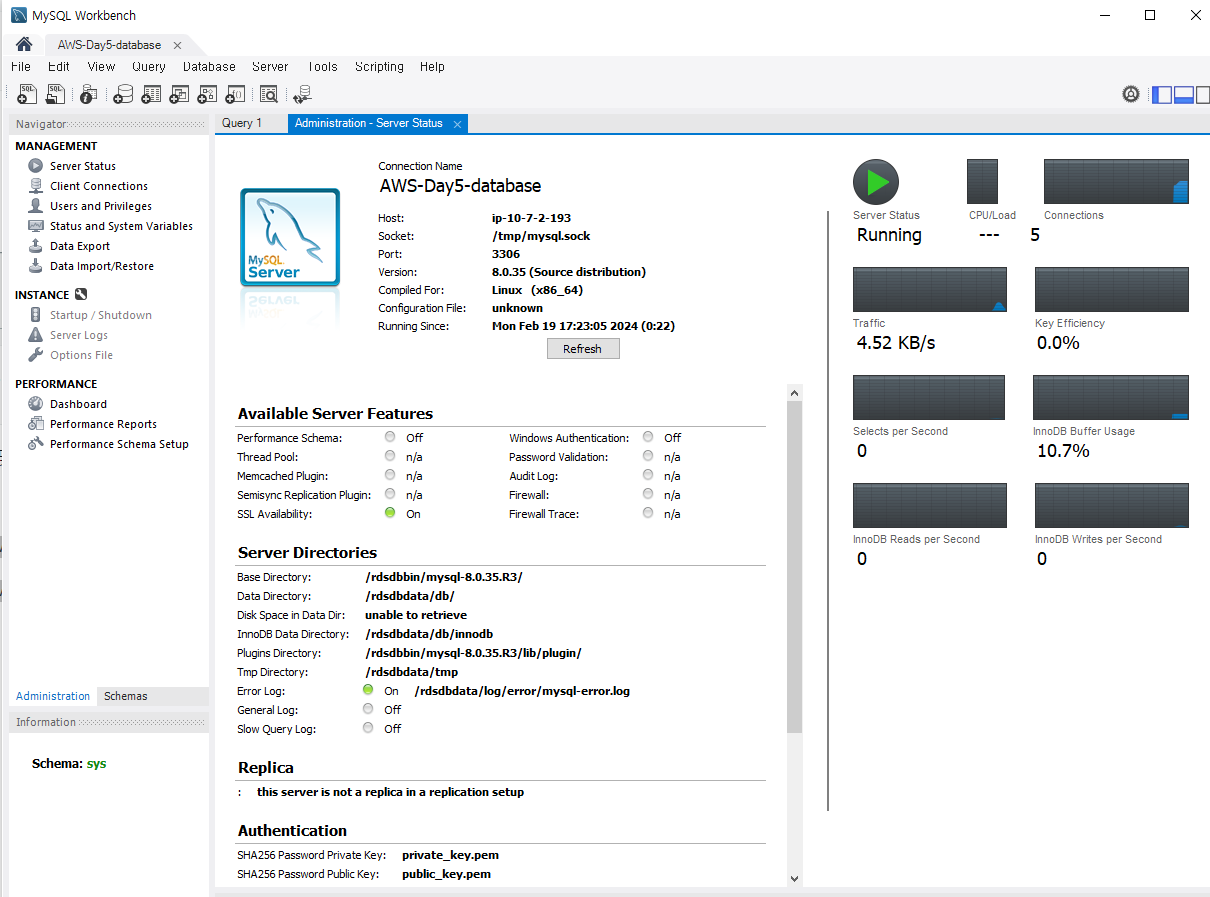 MySQL Workbench
AWS-Day5-database
File Edit View Query Database Server Tools Scripting Help
Navigator
MANAGEMENT
Server Status
Client Connections
Users and Privileges
Status and System Variables
Data Export
Data Import/Restore
INSTANCE
Startup / Shutdown
Server Logs
Options File
PERFORMANCE
Dashboard
Performance Reports
Performance Schema Setup
Administration Schemas
Information
Schema: sys
Query 1 Administration - Server Status
MySQL
Server
Connection Name
AWS-Day5-database
Host: ip-10-7-2-193
Socket: /tmp/mysql.sock
Port: 3306
Version: 8.0.35 (Source distribution)
Compiled For: Linux (x86_64)
Configuration File: unknown
Running Since: Mon Feb 19 17:23:05 2024 (0:22)
Refresh
Available Server Features
Performance Schema: Off Windows Authentication: Off
Thread Pool: n/a Password Validation: n/a
Memcached Plugin: n/a Audit Log: n/a
Semisync Replication Plugin: n/a Firewall: n/a
SSL Availability: On Firewall Trace: n/a
Server Directories
Base Directory: /rdsdbbin/mysql-8.0.35.R3/
Data Directory: /rdsdbdata/db/
Disk Space in Data Dir: unable to retrieve
InnoDB Data Directory: /rdsdbdata/db/innodb
Plugins Directory: /rdsdbbin/mysql-8.0.35.R3/lib/plugin/
Tmp Directory: /rdsdbdata/tmp
Error Log: On /rdsdbdata/log/error/mysql-error.log
General Log: Off
Slow Query Log: Off
Replica
: this server is not a replica in a replication setup
Authentication
SHA256 Password Private Key: private_key.pem
SHA256 Password Public Key: public_key.pem
Server Status CPU/Load Connections
Running --- 5
Traffic Key Efficiency
4.52 KB/s 0.0%
Selects per Second InnoDB Buffer Usage
0 10.7%
InnoDB Reads per Second InnoDB Writes per Second
0 0